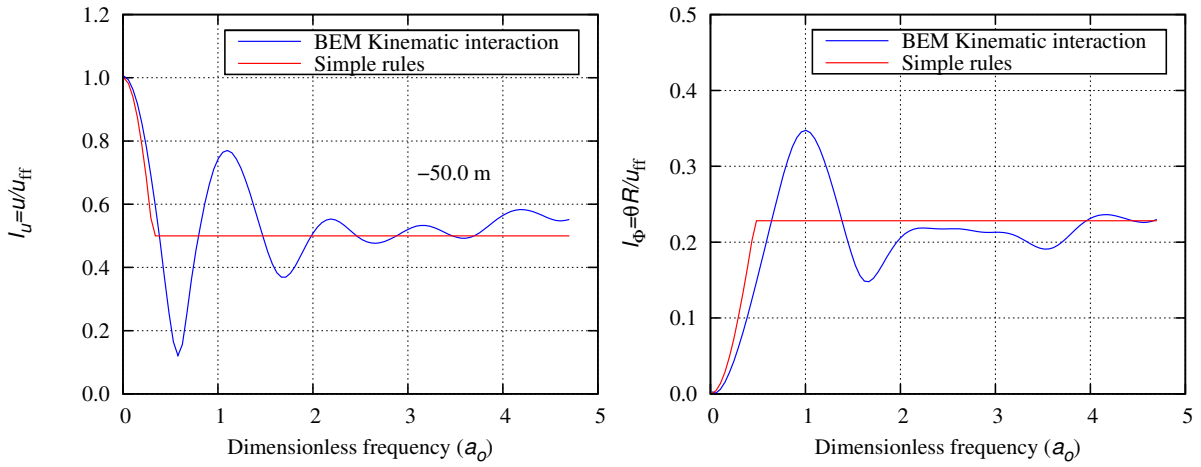 1.2
1.0
0.8
0.6
0.4
0.2
0.0
I_u=u/u_ff
BEM Kinematic interaction
Simple rules
−50.0 m
0 1 2 3 4 5
Dimensionless frequency (a_o)
0.5
0.4
0.3
0.2
0.1
0.0
I_Φ=θR/u_ff
BEM Kinematic interaction
Simple rules
0 1 2 3 4 5
Dimensionless frequency (a_o)